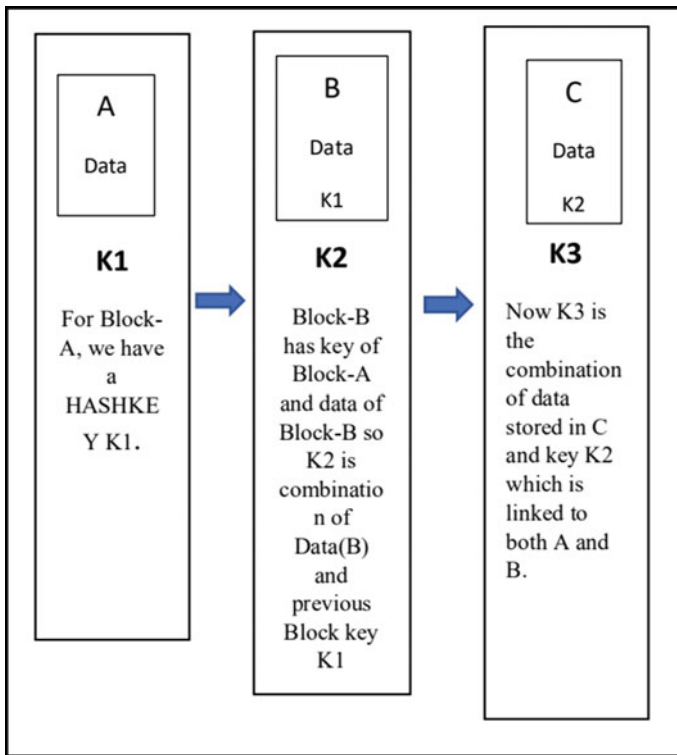 A
Data
K1
For Block-
A, we have
a
HASHKE
Y K1.
B
Data
K1
K2
Block-B
has key of
Block-A
and data of
Block-B so
K2 is
combinatio
n of
Data(B)
and
previous
Block key
K1
C
Data
K2
K3
Now K3 is
the
combination
of data
stored in C
and key K2
which is
linked to
both A and
B.